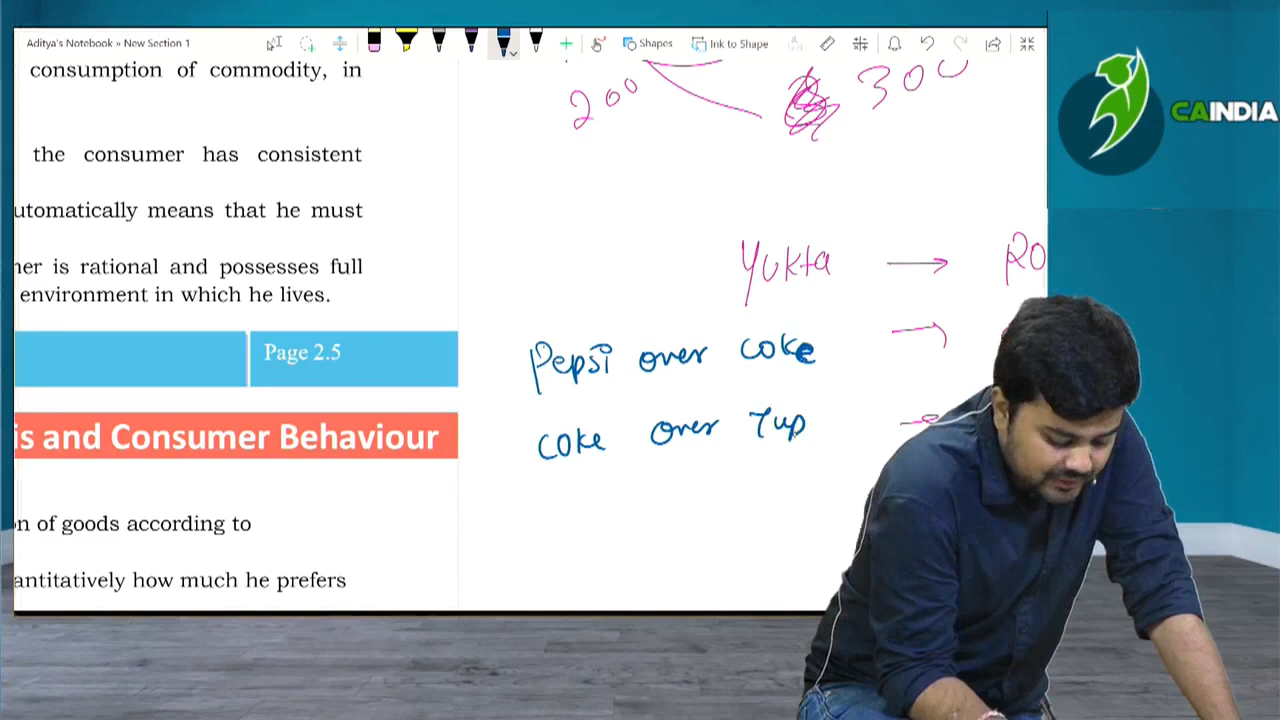 Aditya's Notebook » New Section 1
Shapes
Ink to Shape
consumption of commodity, in
the consumer has consistent
utomatically means that he must
er is rational and possesses full
environment in which he lives.
Page 2.5
is and Consumer Behaviour
n of goods according to
antitatively how much he prefers
200
300
Yukta → RO
Pepsi over coke
coke over 7up
CAINDIA